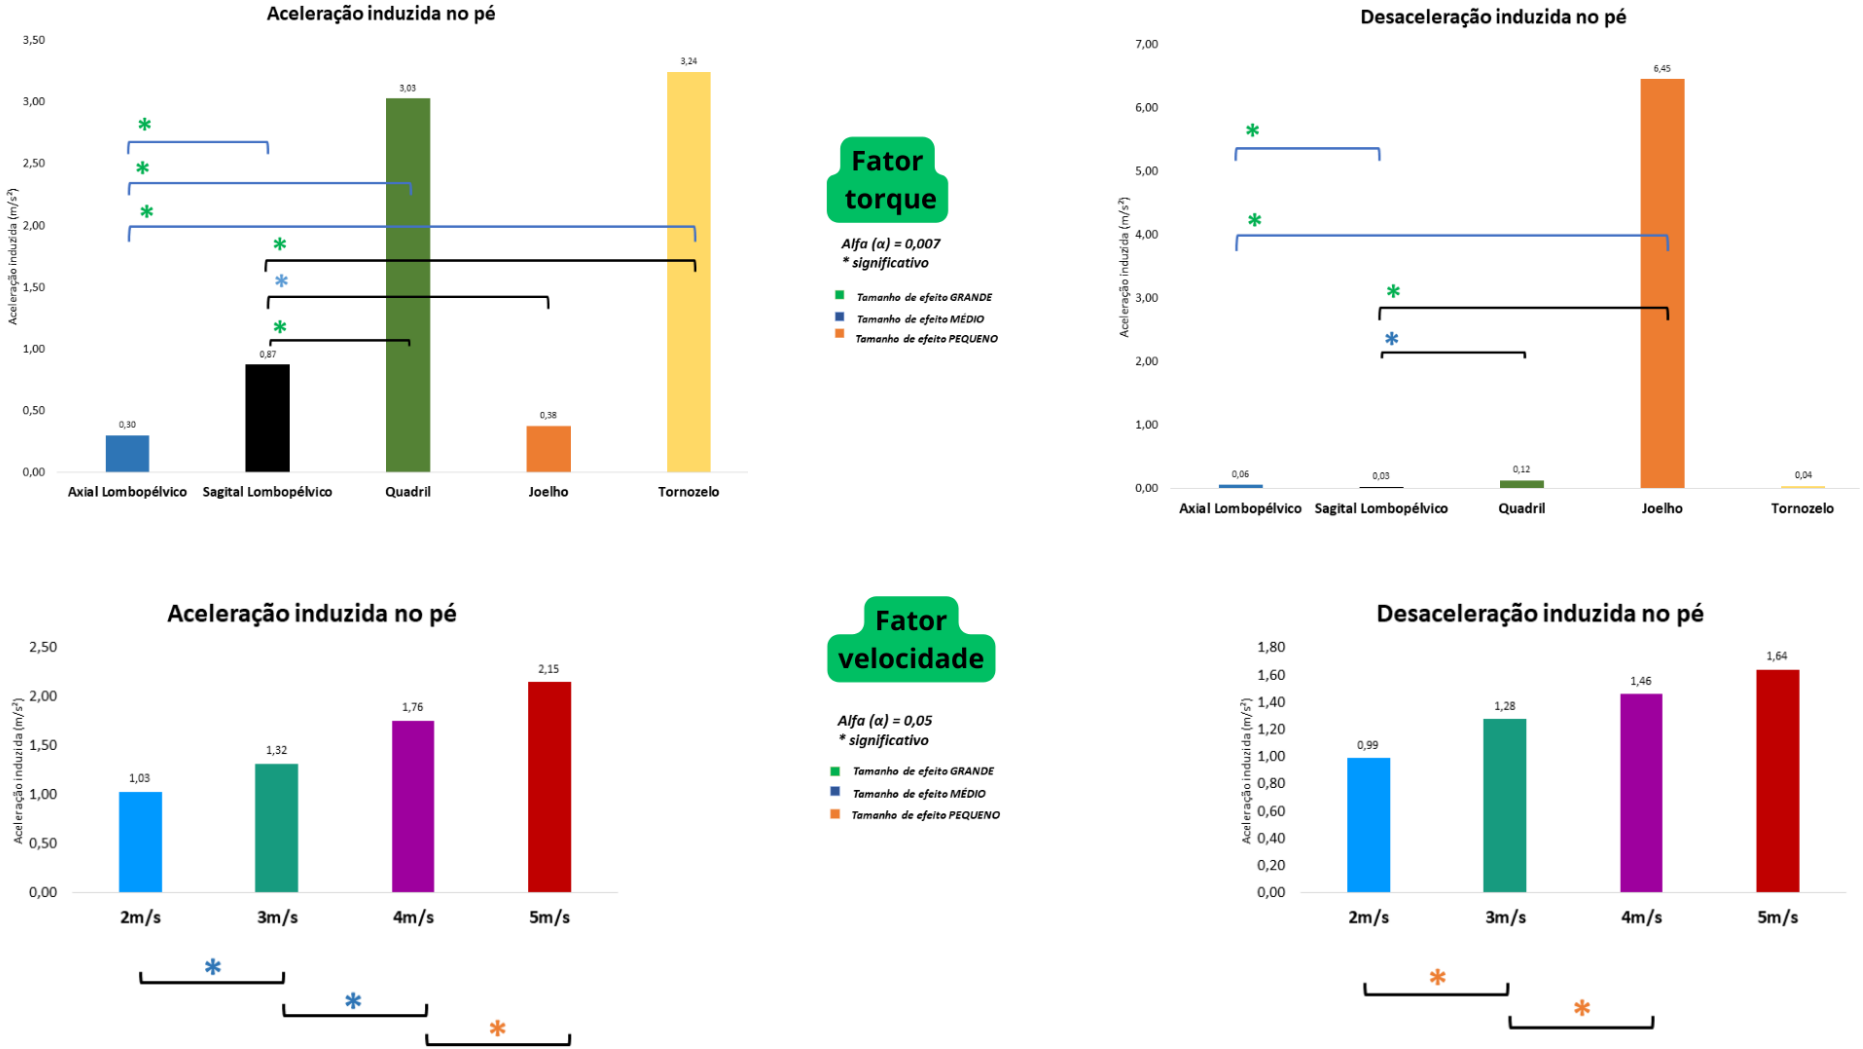 Aceleração induzida no pé
3,50
3,00
2,50
2,00
1,50
1,00
0,50
0,00
Aceleração induzida (m/s²)
0,30
0,87
3,03
0,38
3,24
*
*
*
*
*
*
Axial Lombopélvico
Sagital Lombopélvico
Quadril
Joelho
Tornozelo
Fator
torque
Alfa (α) = 0,007
* significativo
Tamanho de efeito GRANDE
Tamanho de efeito MÉDIO
Tamanho de efeito PEQUENO
Desaceleração induzida no pé
7,00
6,00
5,00
4,00
3,00
2,00
1,00
0,00
Aceleração induzida (m/s²)
0,06
0,03
0,12
6,45
0,04
*
*
*
*
Axial Lombopélvico
Sagital Lombopélvico
Quadril
Joelho
Tornozelo
Aceleração induzida no pé
2,50
2,00
1,50
1,00
0,50
0,00
Aceleração induzida (m/s²)
1,03
1,32
1,76
2,15
2m/s
3m/s
4m/s
5m/s
*
*
*
Fator
velocidade
Alfa (α) = 0,05
* significativo
Tamanho de efeito GRANDE
Tamanho de efeito MÉDIO
Tamanho de efeito PEQUENO
Desaceleração induzida no pé
1,80
1,60
1,40
1,20
1,00
0,80
0,60
0,40
0,20
0,00
Aceleração induzida (m/s²)
0,99
1,28
1,46
1,64
2m/s
3m/s
4m/s
5m/s
*
*